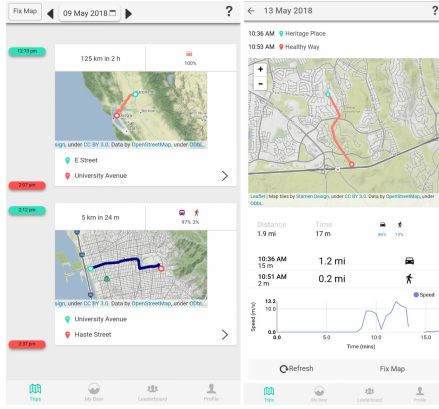 Fix Map
09 May 2018
?
12:15 pm
125 km in 2 h
100%
sign, under CC BY 3.0. Data by OpenStreetMap, under ODbL.
E Street
University Avenue
2:07 pm
2:12 pm
5 km in 24 m
97% 2%
sign, under CC BY 3.0. Data by OpenStreetMap, under ODbL.
University Avenue
Haste Street
2:37 pm
Trips
My Bear
Leaderboard
Profile
← 13 May 2018
?
10:36 AM Heritage Place
10:53 AM Healthy Way
+
-
Leaflet | Map tiles by Stamen Design, under CC BY 3.0. Data by OpenStreetMap, under
ODbL.
Distance
Time
1.9 mi
17 m
86% 13%
10:36 AM
15 m
1.2 mi
10:51 AM
2 m
0.2 mi
Speed
Speed (m/s)
13.2
10.0
0.0
0.0
5.0
10.0
15.0
Time (mins)
Refresh
Fix Map
Trips
My Bear
Leaderboard
Profile